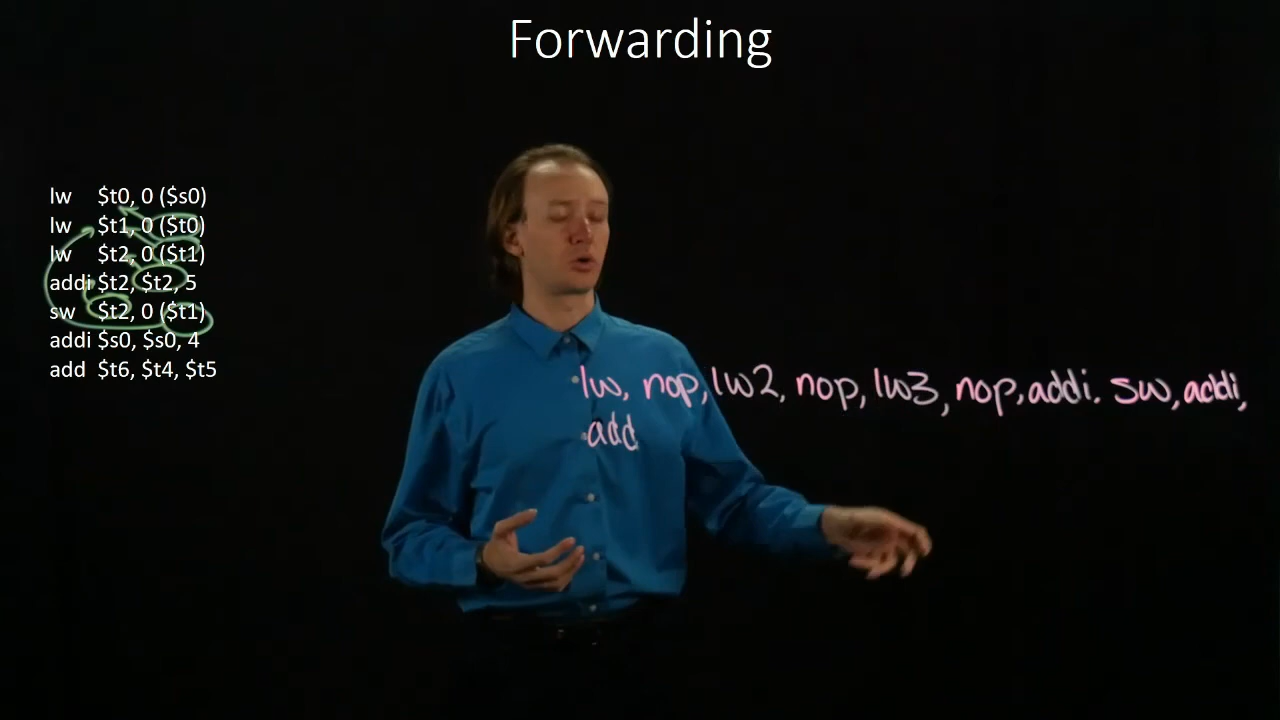 Forwarding
lw $t0, 0 ($s0)
lw $t1, 0 ($t0)
lw $t2, 0 ($t1)
addi $t2, $t2, 5
sw $t2, 0 ($t1)
addi $s0, $s0, 4
add $t6, $t4, $t5
lw, nop, lw2, nop, lw3, nop, addi. sw, addi,
add